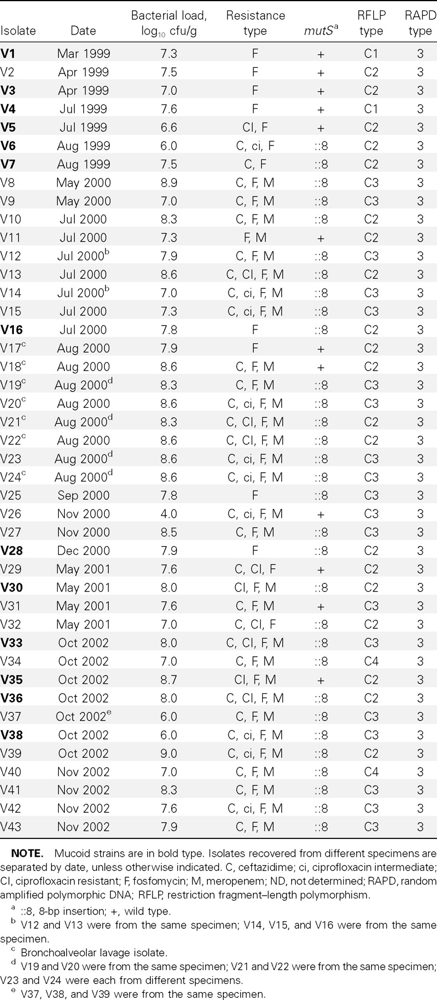 Isolate Date Bacterial load, log10 cfu/g Resistance type mutSa RFLP type RAPD type
V1 Mar 1999 7.3 F + C1 3
V2 Apr 1999 7.5 F + C2 3
V3 Apr 1999 7.0 F + C2 3
V4 Jul 1999 7.6 F + C1 3
V5 Jul 1999 6.6 CI, F + C2 3
V6 Aug 1999 6.0 C, ci, F ::8 C2 3
V7 Aug 1999 7.5 C, F ::8 C2 3
V8 May 2000 8.9 C, F, M ::8 C3 3
V9 May 2000 7.0 C, F, M ::8 C3 3
V10 Jul 2000 8.3 C, F, M ::8 C2 3
V11 Jul 2000 7.3 F, M + C2 3
V12 Jul 2000b 7.9 C, F, M ::8 C3 3
V13 Jul 2000 8.6 C, CI, F, M ::8 C2 3
V14 Jul 2000b 7.0 C, ci, F, M ::8 C3 3
V15 Jul 2000 7.3 C, ci, F, M ::8 C3 3
V16 Jul 2000 7.8 F ::8 C2 3
V17c Aug 2000 7.9 F + C2 3
V18c Aug 2000 8.6 C, F, M + C2 3
V19c Aug 2000d 8.3 C, F, M ::8 C3 3
V20c Aug 2000 8.6 C, ci, F, M ::8 C3 3
V21c Aug 2000d 8.3 C, CI, F, M ::8 C2 3
V22c Aug 2000 8.6 C, CI, F, M ::8 C2 3
V23 Aug 2000d 8.6 C, ci, F, M ::8 C3 3
V24c Aug 2000d 8.6 C, ci, F, M ::8 C3 3
V25 Sep 2000 7.8 F ::8 C3 3
V26 Nov 2000 4.0 C, ci, F, M + C3 3
V27 Nov 2000 8.5 C, F, M ::8 C3 3
V28 Dec 2000 7.9 F ::8 C2 3
V29 May 2001 7.6 C, CI, F + C2 3
V30 May 2001 8.0 CI, F, M ::8 C2 3
V31 May 2001 7.6 C, F, M + C3 3
V32 May 2001 7.0 C, CI, F ::8 C2 3
V33 Oct 2002 8.0 C, CI, F, M ::8 C3 3
V34 Oct 2002 7.0 C, F, M ::8 C4 3
V35 Oct 2002 8.7 CI, F, M + C2 3
V36 Oct 2002 8.0 C, CI, F, M ::8 C2 3
V37 Oct 2002e 6.0 C, F, M ::8 C3 3
V38 Oct 2002 6.0 C, ci, F, M ::8 C3 3
V39 Oct 2002 9.0 C, ci, F, M ::8 C2 3
V40 Nov 2002 7.0 C, F, M ::8 C4 3
V41 Nov 2002 8.3 C, F, M ::8 C3 3
V42 Nov 2002 7.6 C, ci, F, M ::8 C3 3
V43 Nov 2002 7.9 C, F, M ::8 C3 3
NOTE. Mucoid strains are in bold type. Isolates recovered from different specimens are
separated by date, unless otherwise indicated. C, ceftazidime; ci, ciprofloxacin intermediate;
CI, ciprofloxacin resistant; F, fosfomycin; M, meropenem; ND, not determined; RAPD, random
amplified polymorphic DNA; RFLP, restriction fragment–length polymorphism.
a ::8, 8-bp insertion; +, wild type.
b V12 and V13 were from the same specimen; V14, V15, and V16 were from the same
specimen.
c Bronchoalveolar lavage isolate.
d V19 and V20 were from the same specimen; V21 and V22 were from the same specimen;
V23 and V24 were each from different specimens.
e V37, V38, and V39 were from the same specimen.